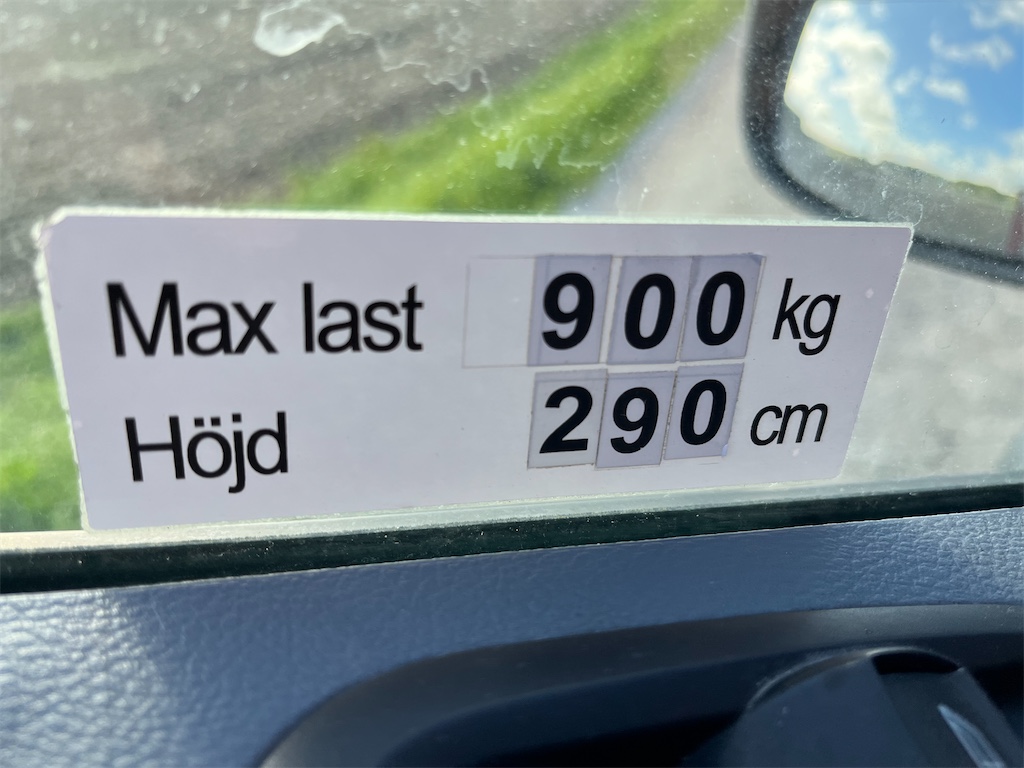 Max last 900 kg
Höjd 290 cm